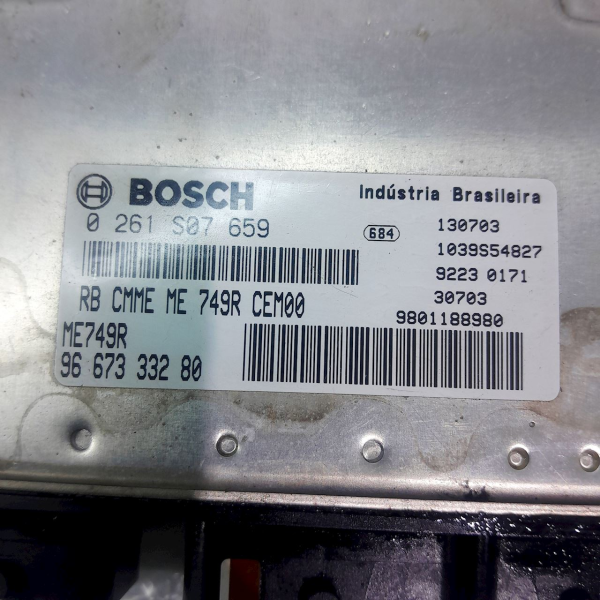 BOSCH
0 261 S07 659
RB CMME ME 749R CEM00
ME749R
96 673 332 80
Indústria Brasileira
684
130703
1039S54827
9223 0171
30703
9801188980